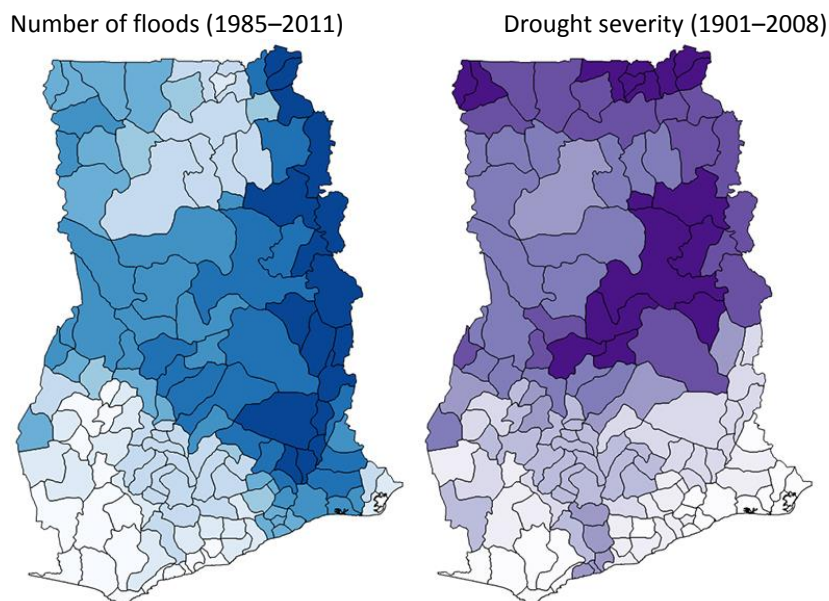 Number of floods (1985–2011)
Drought severity (1901–2008)